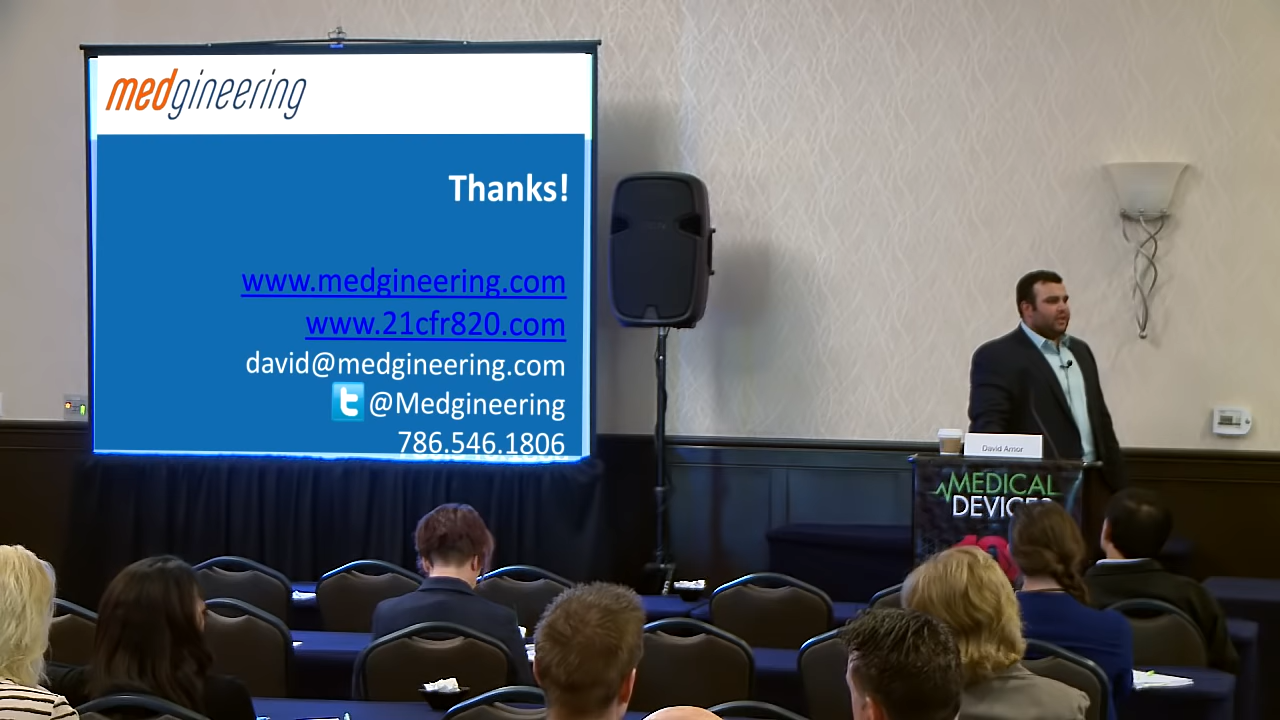 medgineering
Thanks!
www.medgineering.com
www.21cfr820.com
david@medgineering.com
@Medgineering
786.546.1806
David Amor
MEDICAL
DEVICES